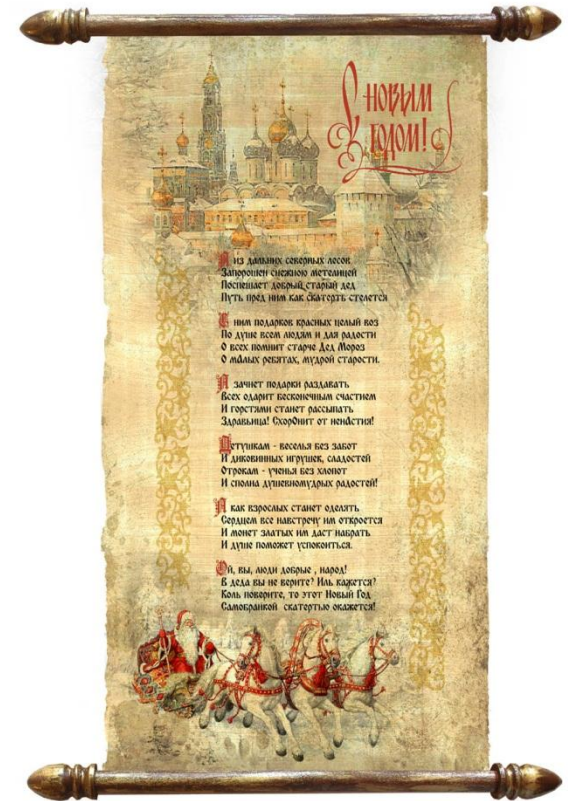 С НОВЫМ
ГОДОМ!
А из дальних северных лесов
Запорошен снежною метелицей
Поспешает добрый, старый дед
Путь пред ним как скатерть стелется
С ним подарков красных целый воз
По душе всем людям и для радости
О всех помнит старче Дед Мороз
О малых ребятах, мудрой старости.
А зачнет подарки раздавать
Всех одарит бесконечным счастием
И горстями станет рассыпать
Здравьица! Схоронит от ненАстия!
Детушкам - веселья без забот
И диковинных игрушек, сладостей
Отрокам - ученья без хлопот
И сполна душевномудрых радостей!
А как взрослых станет оделять
Сердцем все навстречу им откроется
И монет златых им даст набрать
И душе поможет успокоиться.
Ой, вы, люди добрые , народ!
В деда вы не верите? Иль кажется?
Коль поверите, то этот Новый Год
Самобранкой скатертью окажется!